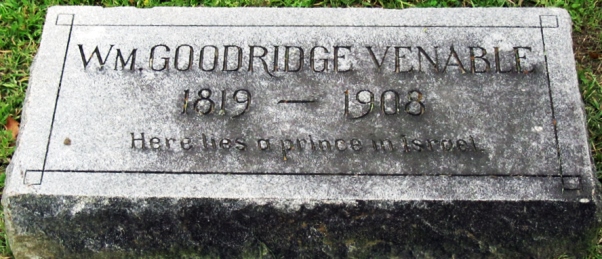 WM. GOODRIDGE VENABLE
1819 — 1908
Here lies a prince in Israel.